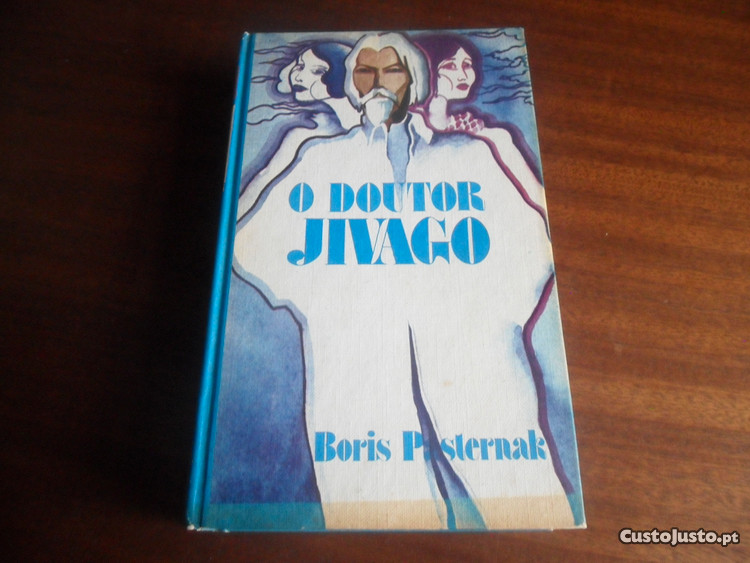 O DOUTOR
JIVAGO
Boris Pasternak
CustoJusto.pt